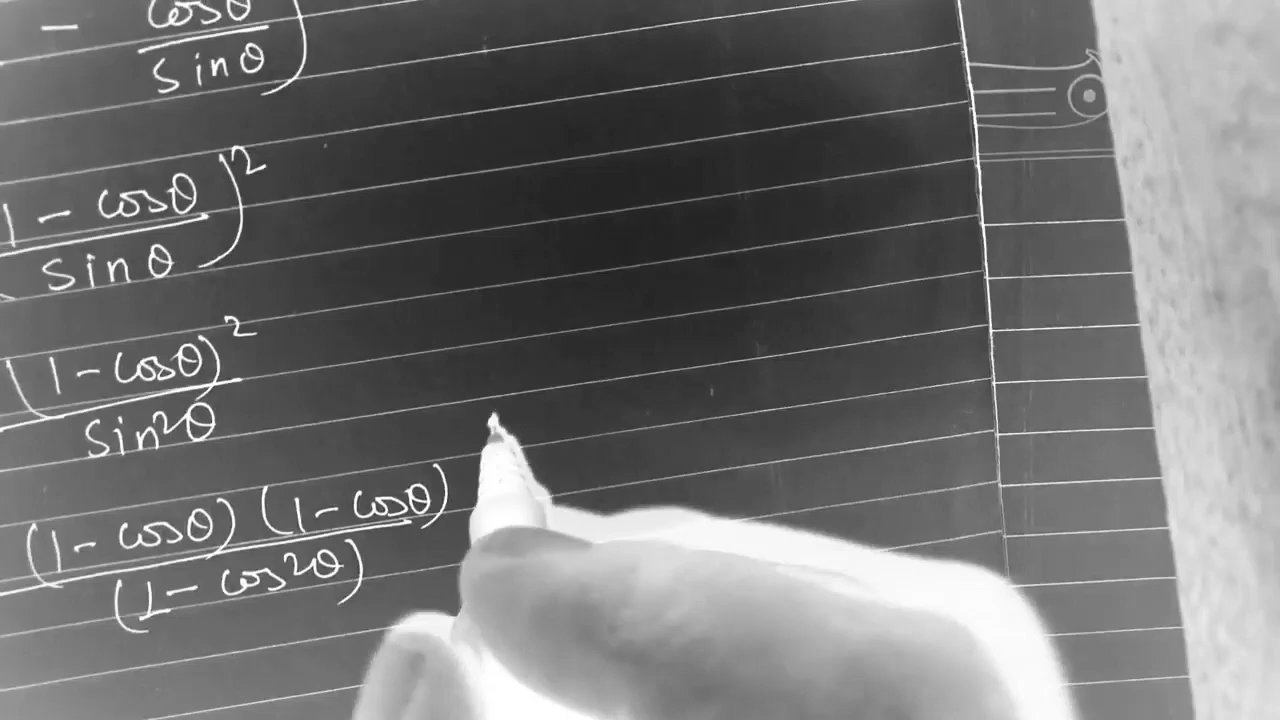 - cosθ
sinθ )
1 - cosθ )²
sinθ
(1 - cosθ)²
sin²θ
(1 - cosθ) (1 - cosθ)
(1 - cos²θ)